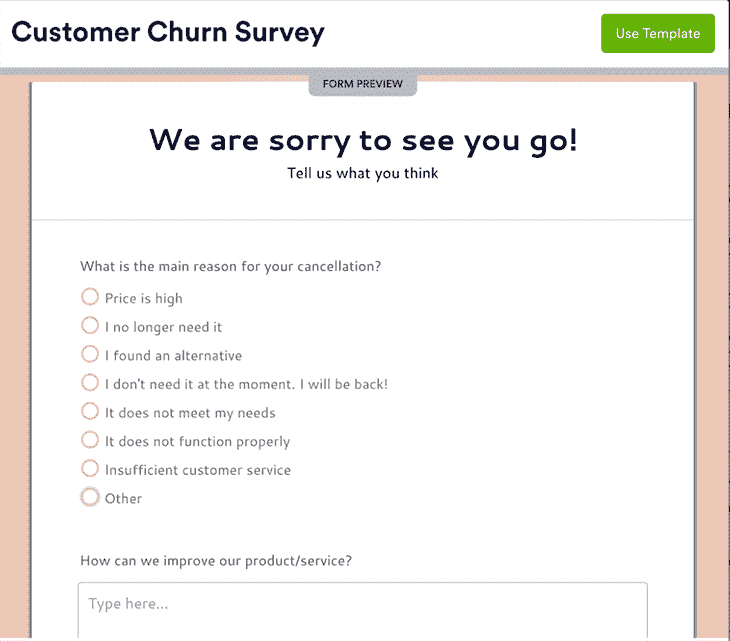 Customer Churn Survey
Use Template
FORM PREVIEW
We are sorry to see you go!
Tell us what you think
What is the main reason for your cancellation?
Price is high
I no longer need it
I found an alternative
I don't need it at the moment. I will be back!
It does not meet my needs
It does not function properly
Insufficient customer service
Other
How can we improve our product/service?
Type here...